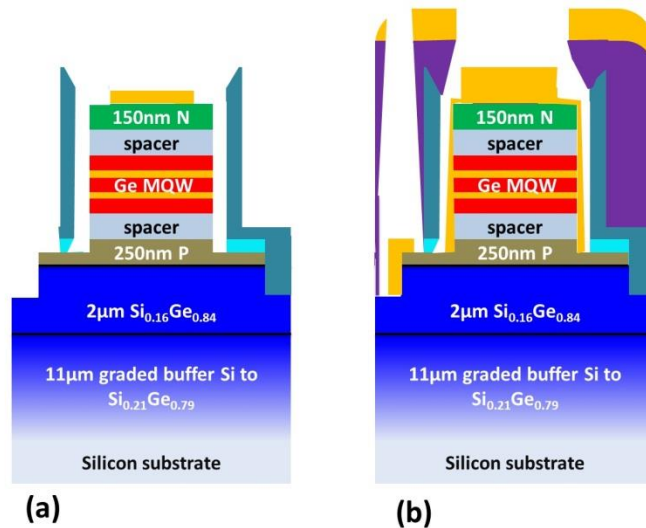 150nm N
spacer
Ge MQW
spacer
250nm P
2µm Si₀.₁₆Ge₀.₈₄
11µm graded buffer Si to
Si₀.₂₁Ge₀.₇₉
Silicon substrate
(a)
150nm N
spacer
Ge MQW
spacer
250nm P
2µm Si₀.₁₆Ge₀.₈₄
11µm graded buffer Si to
Si₀.₂₁Ge₀.₇₉
Silicon substrate
(b)